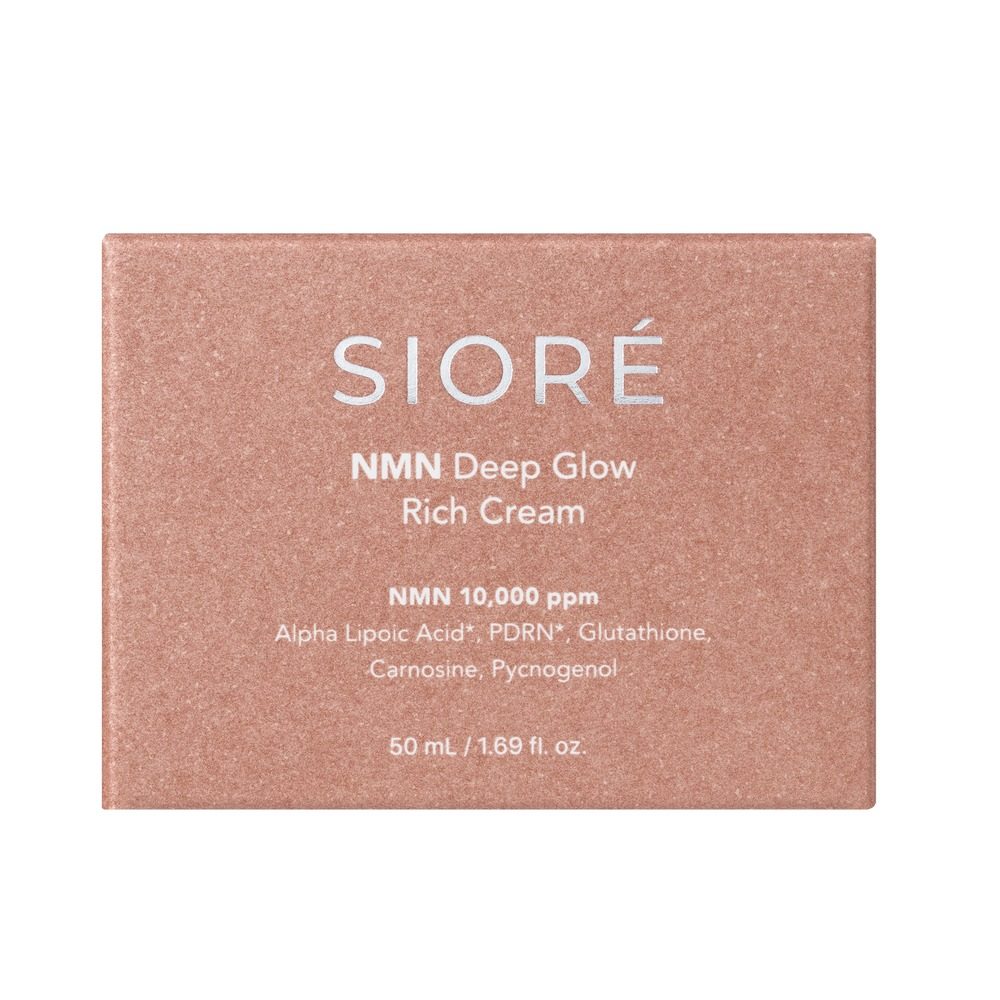 SIORÉ
NMN Deep Glow
Rich Cream
NMN 10,000 ppm
Alpha Lipoic Acid*, PDRN*, Glutathione,
Carnosine, Pycnogenol
50 mL / 1.69 fl. oz.